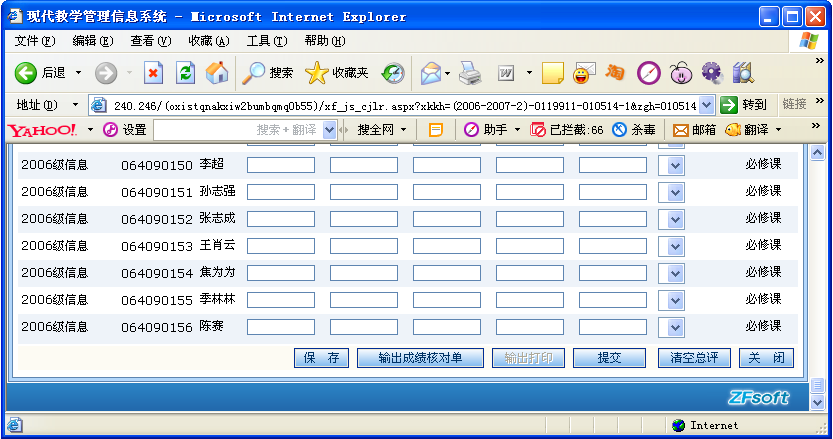 现代教学管理信息系统 - Microsoft Internet Explorer
文件(F) 编辑(E) 查看(V) 收藏(A) 工具(T) 帮助(H)
后退 搜索 收藏夹
地址(D) 240.246/(oxistqnakxiw2bumbqmq0b55)/xf_js_cjlr.aspx?xkkh=(2006-2007-2)-0119911-010514-1&zgh=010514 转到 链接
YAHOO! 设置 搜索+翻译 搜全网 助手 已拦截:66 杀毒 邮箱 翻译
2006级信息 064090150 李超 必修课
2006级信息 064090151 孙志强 必修课
2006级信息 064090152 张志成 必修课
2006级信息 064090153 王肖云 必修课
2006级信息 064090154 焦为为 必修课
2006级信息 064090155 季林林 必修课
2006级信息 064090156 陈赛 必修课
保 存 输出成绩核对单 输出打印 提交 清空总评 关 闭
ZFsoft
Internet